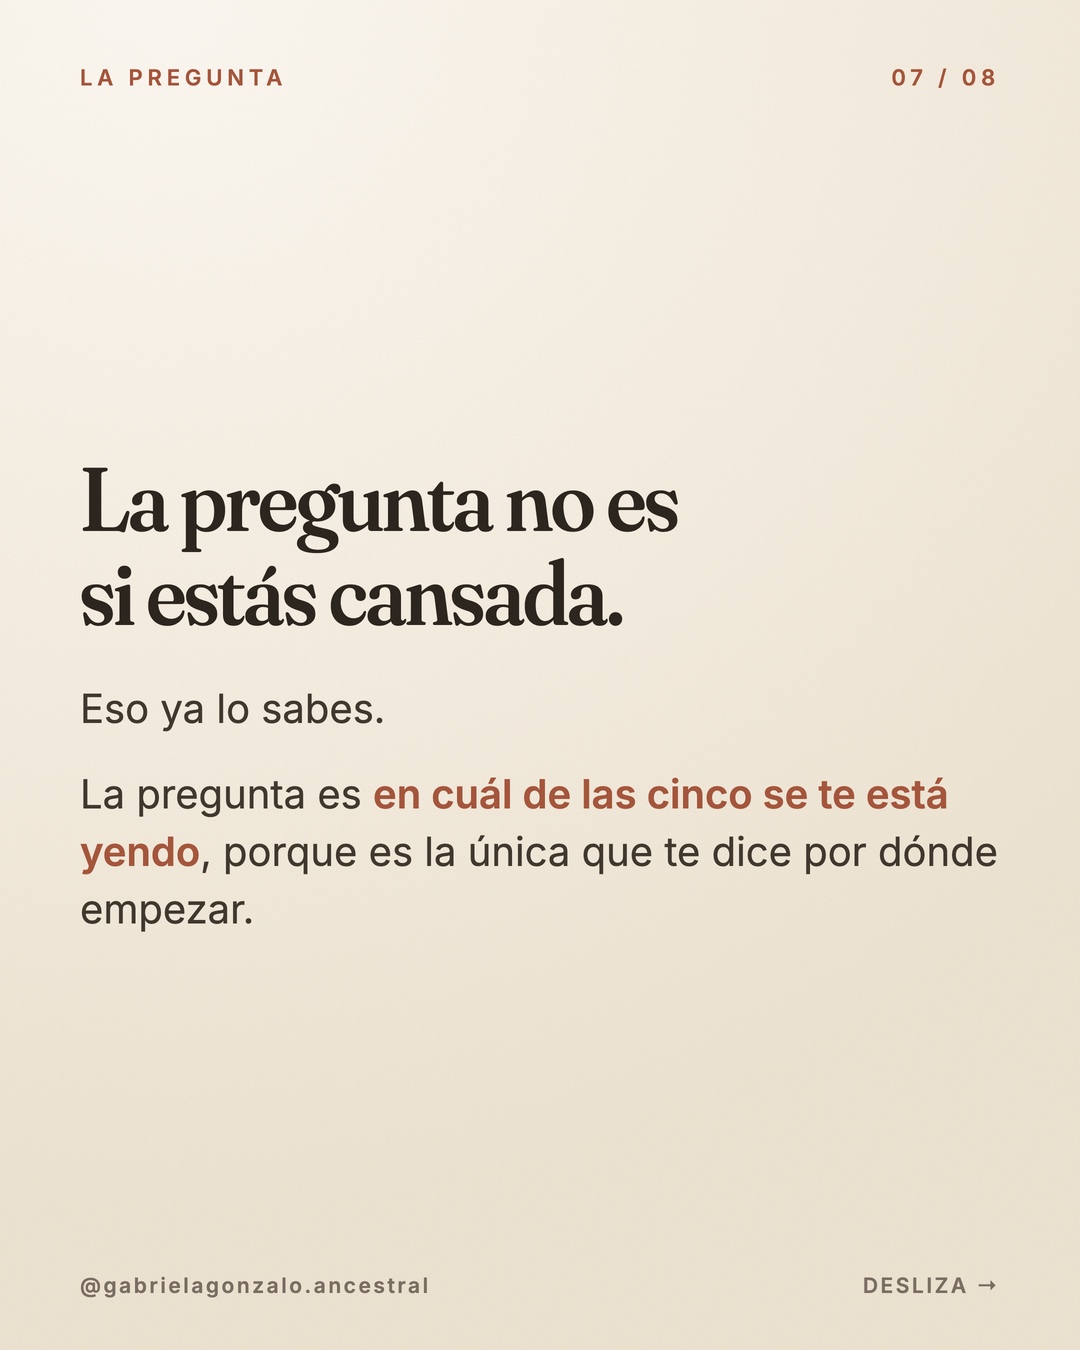 LA PREGUNTA
07 / 08
La pregunta no es
si estás cansada.
Eso ya lo sabes.
La pregunta es en cuál de las cinco se te está
yendo, porque es la única que te dice por dónde
empezar.
@gabrielagonzalo.ancestral
DESLIZA →